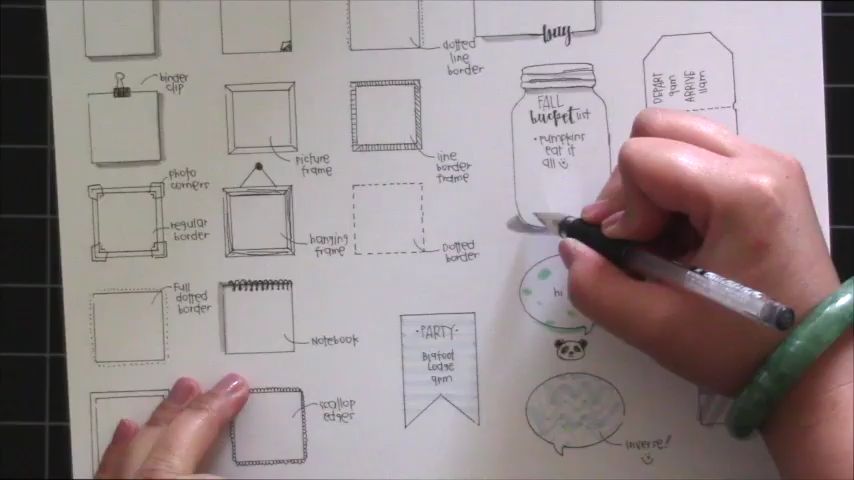 bug
dotted
line
border
binder
clip
DEPART
9am
ARRIVE
11am
FALL
bucket list
• Pumpkins
eat it
all
picture
frame
line
border
frame
photo
corners
regular
border
hanging
frame
Dotted
border
Full
dotted
border
hi
Notebook
• PARTY •
Bigfoot
Lodge
9pm
scallop
edges
inverse!